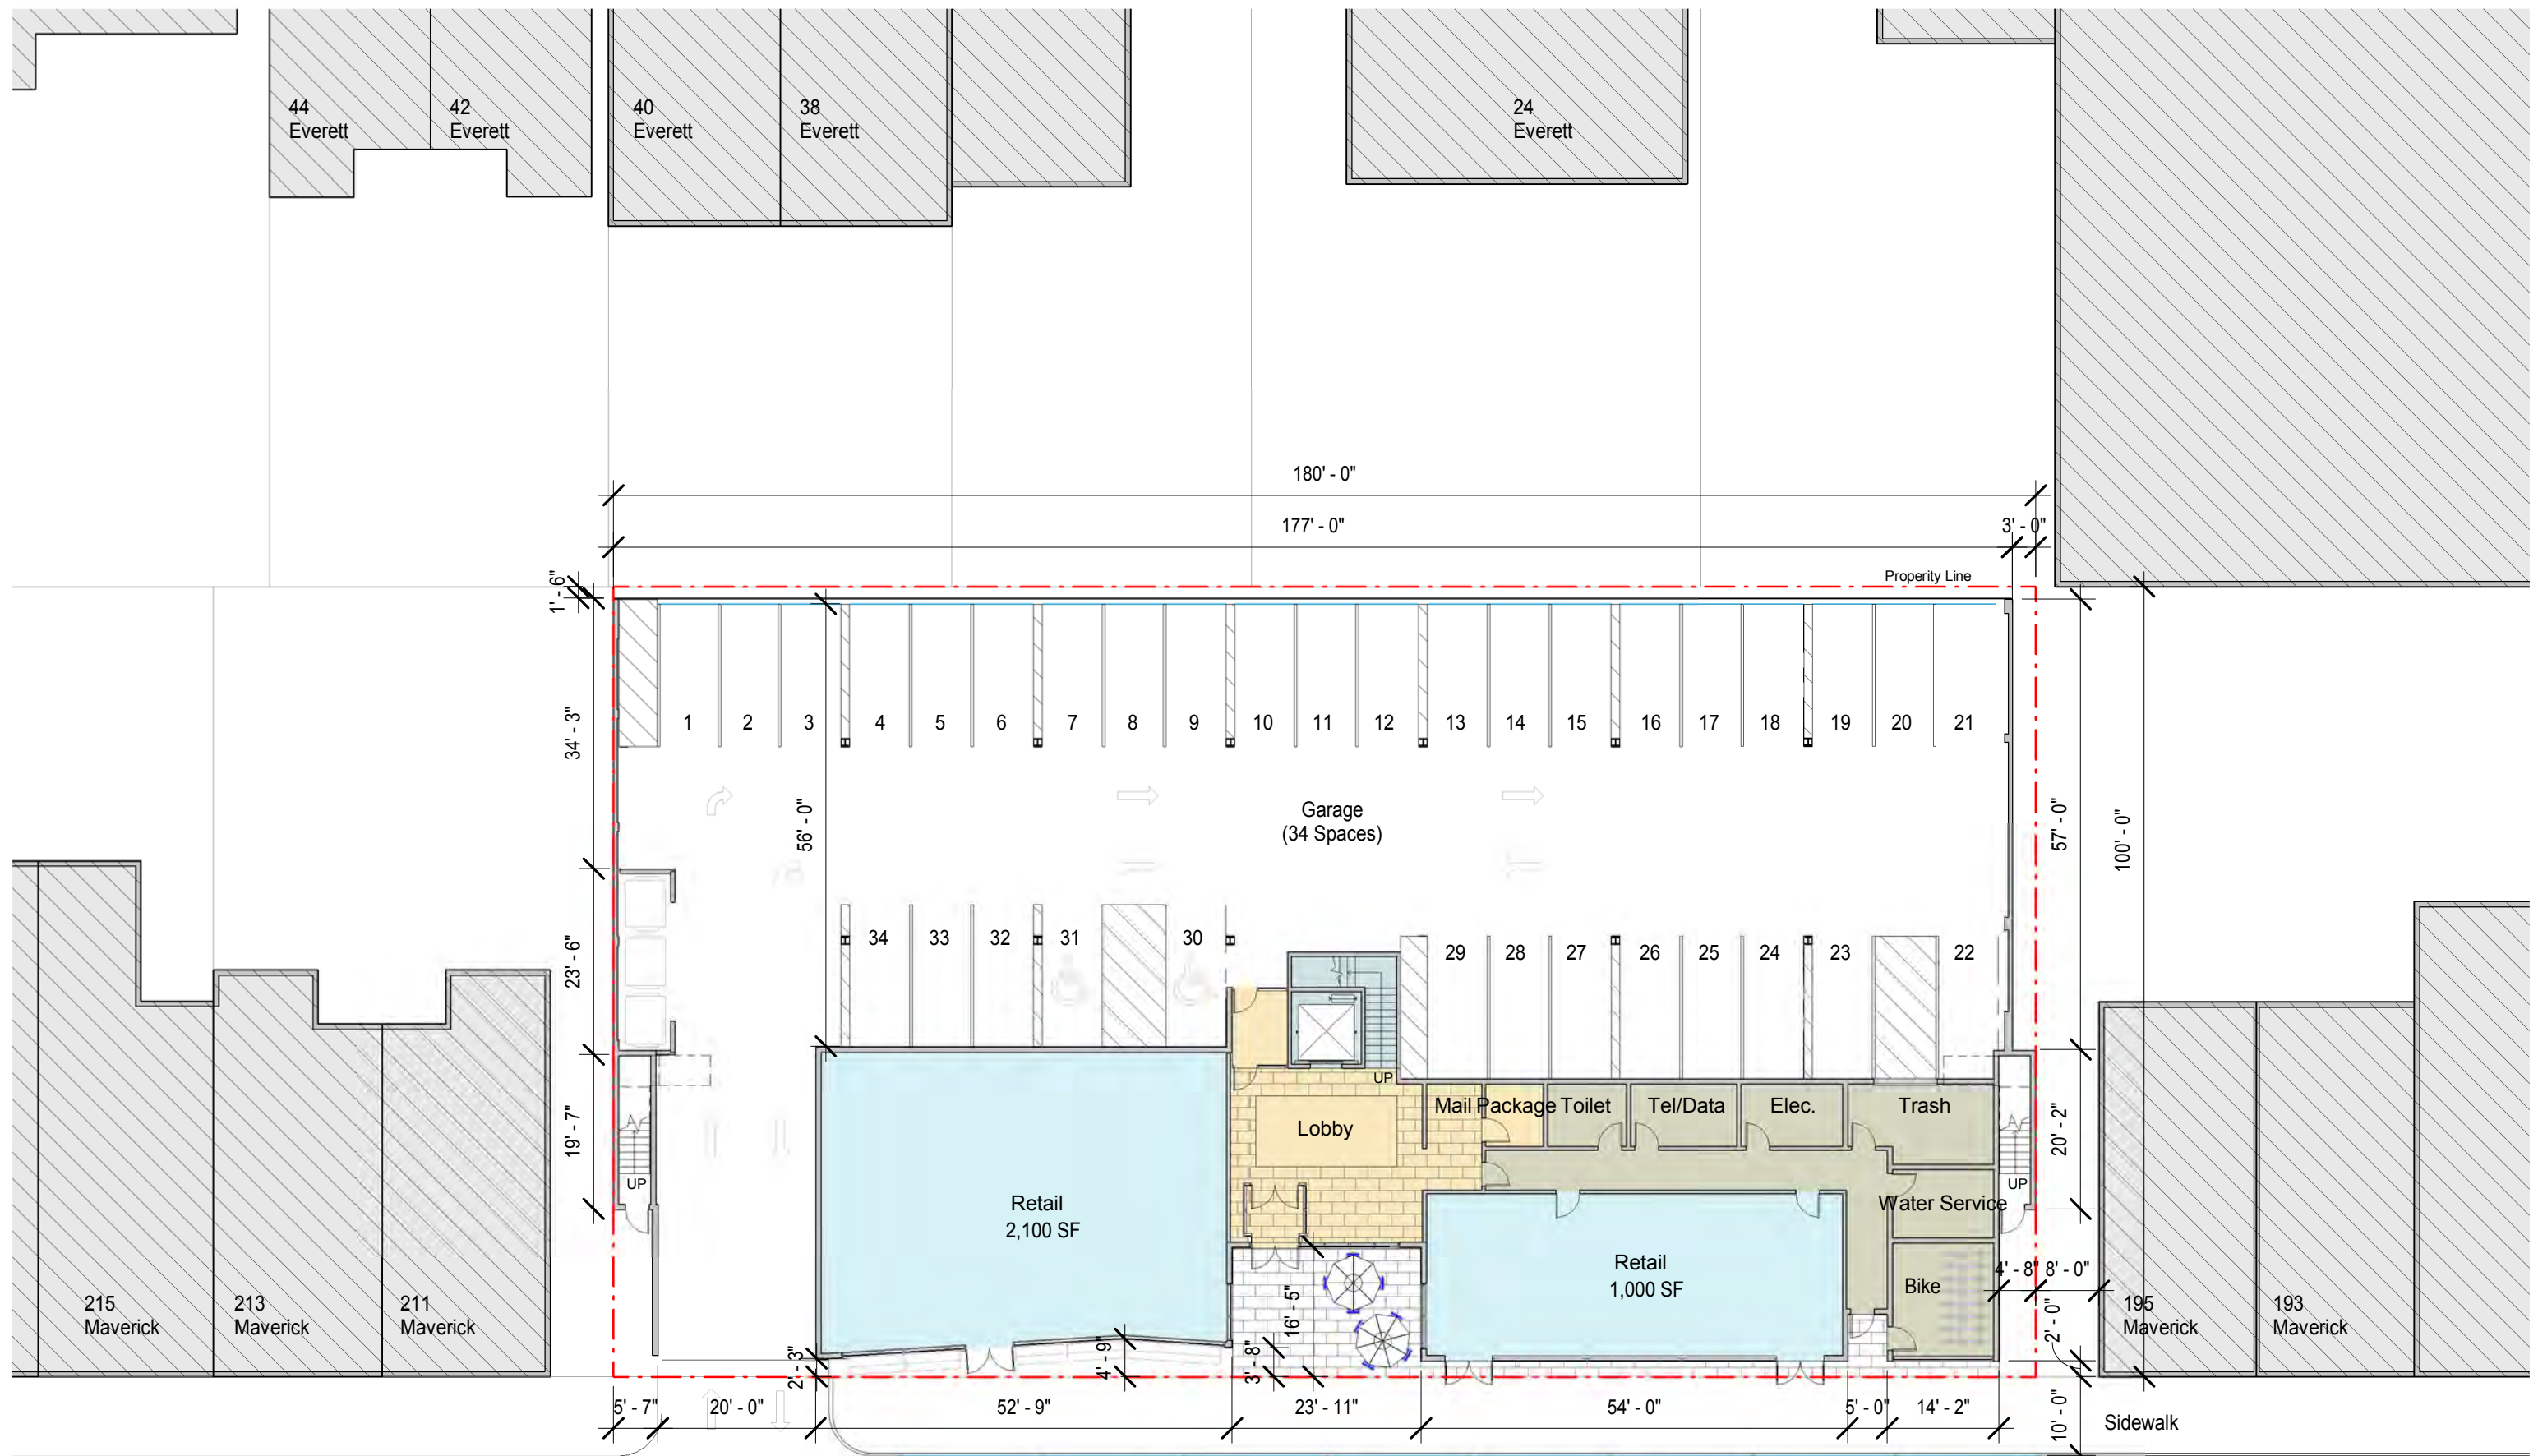 44
Everett
42
Everett
40
Everett
38
Everett
24
Everett
180' - 0"
177' - 0"
3' - 0"
Properity Line
1' - 6"
34' - 3"
23' - 6"
19' - 7"
56' - 0"
57' - 0"
100' - 0"
20' - 2"
1
2
3
4
5
6
7
8
9
10
11
12
13
14
15
16
17
18
19
20
21
Garage
(34 Spaces)
34
33
32
31
30
29
28
27
26
25
24
23
22
UP
Mail
Package
Toilet
Tel/Data
Elec.
Trash
Lobby
UP
UP
Retail
2,100 SF
Water Service
Retail
1,000 SF
Bike
4' - 8"
8' - 0"
16' - 5"
215
Maverick
213
Maverick
211
Maverick
195
Maverick
193
Maverick
2' - 3"
4' - 9"
3' - 8"
2' - 0"
5' - 7"
20' - 0"
52' - 9"
23' - 11"
54' - 0"
5' - 0"
14' - 2"
10' - 0"
Sidewalk